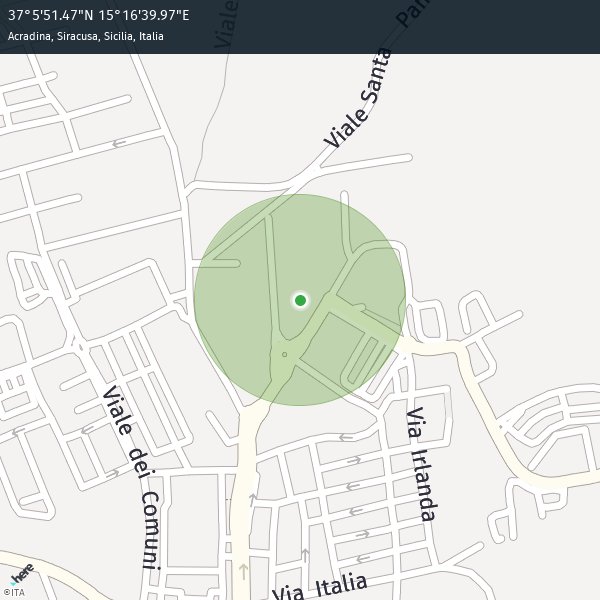 37°5'51.47"N 15°16'39.97"E
Acradina, Siracusa, Sicilia, Italia
Viale
Viale Santa
Viale dei Comuni
Via Irlanda
Via Italia
here
©ITA